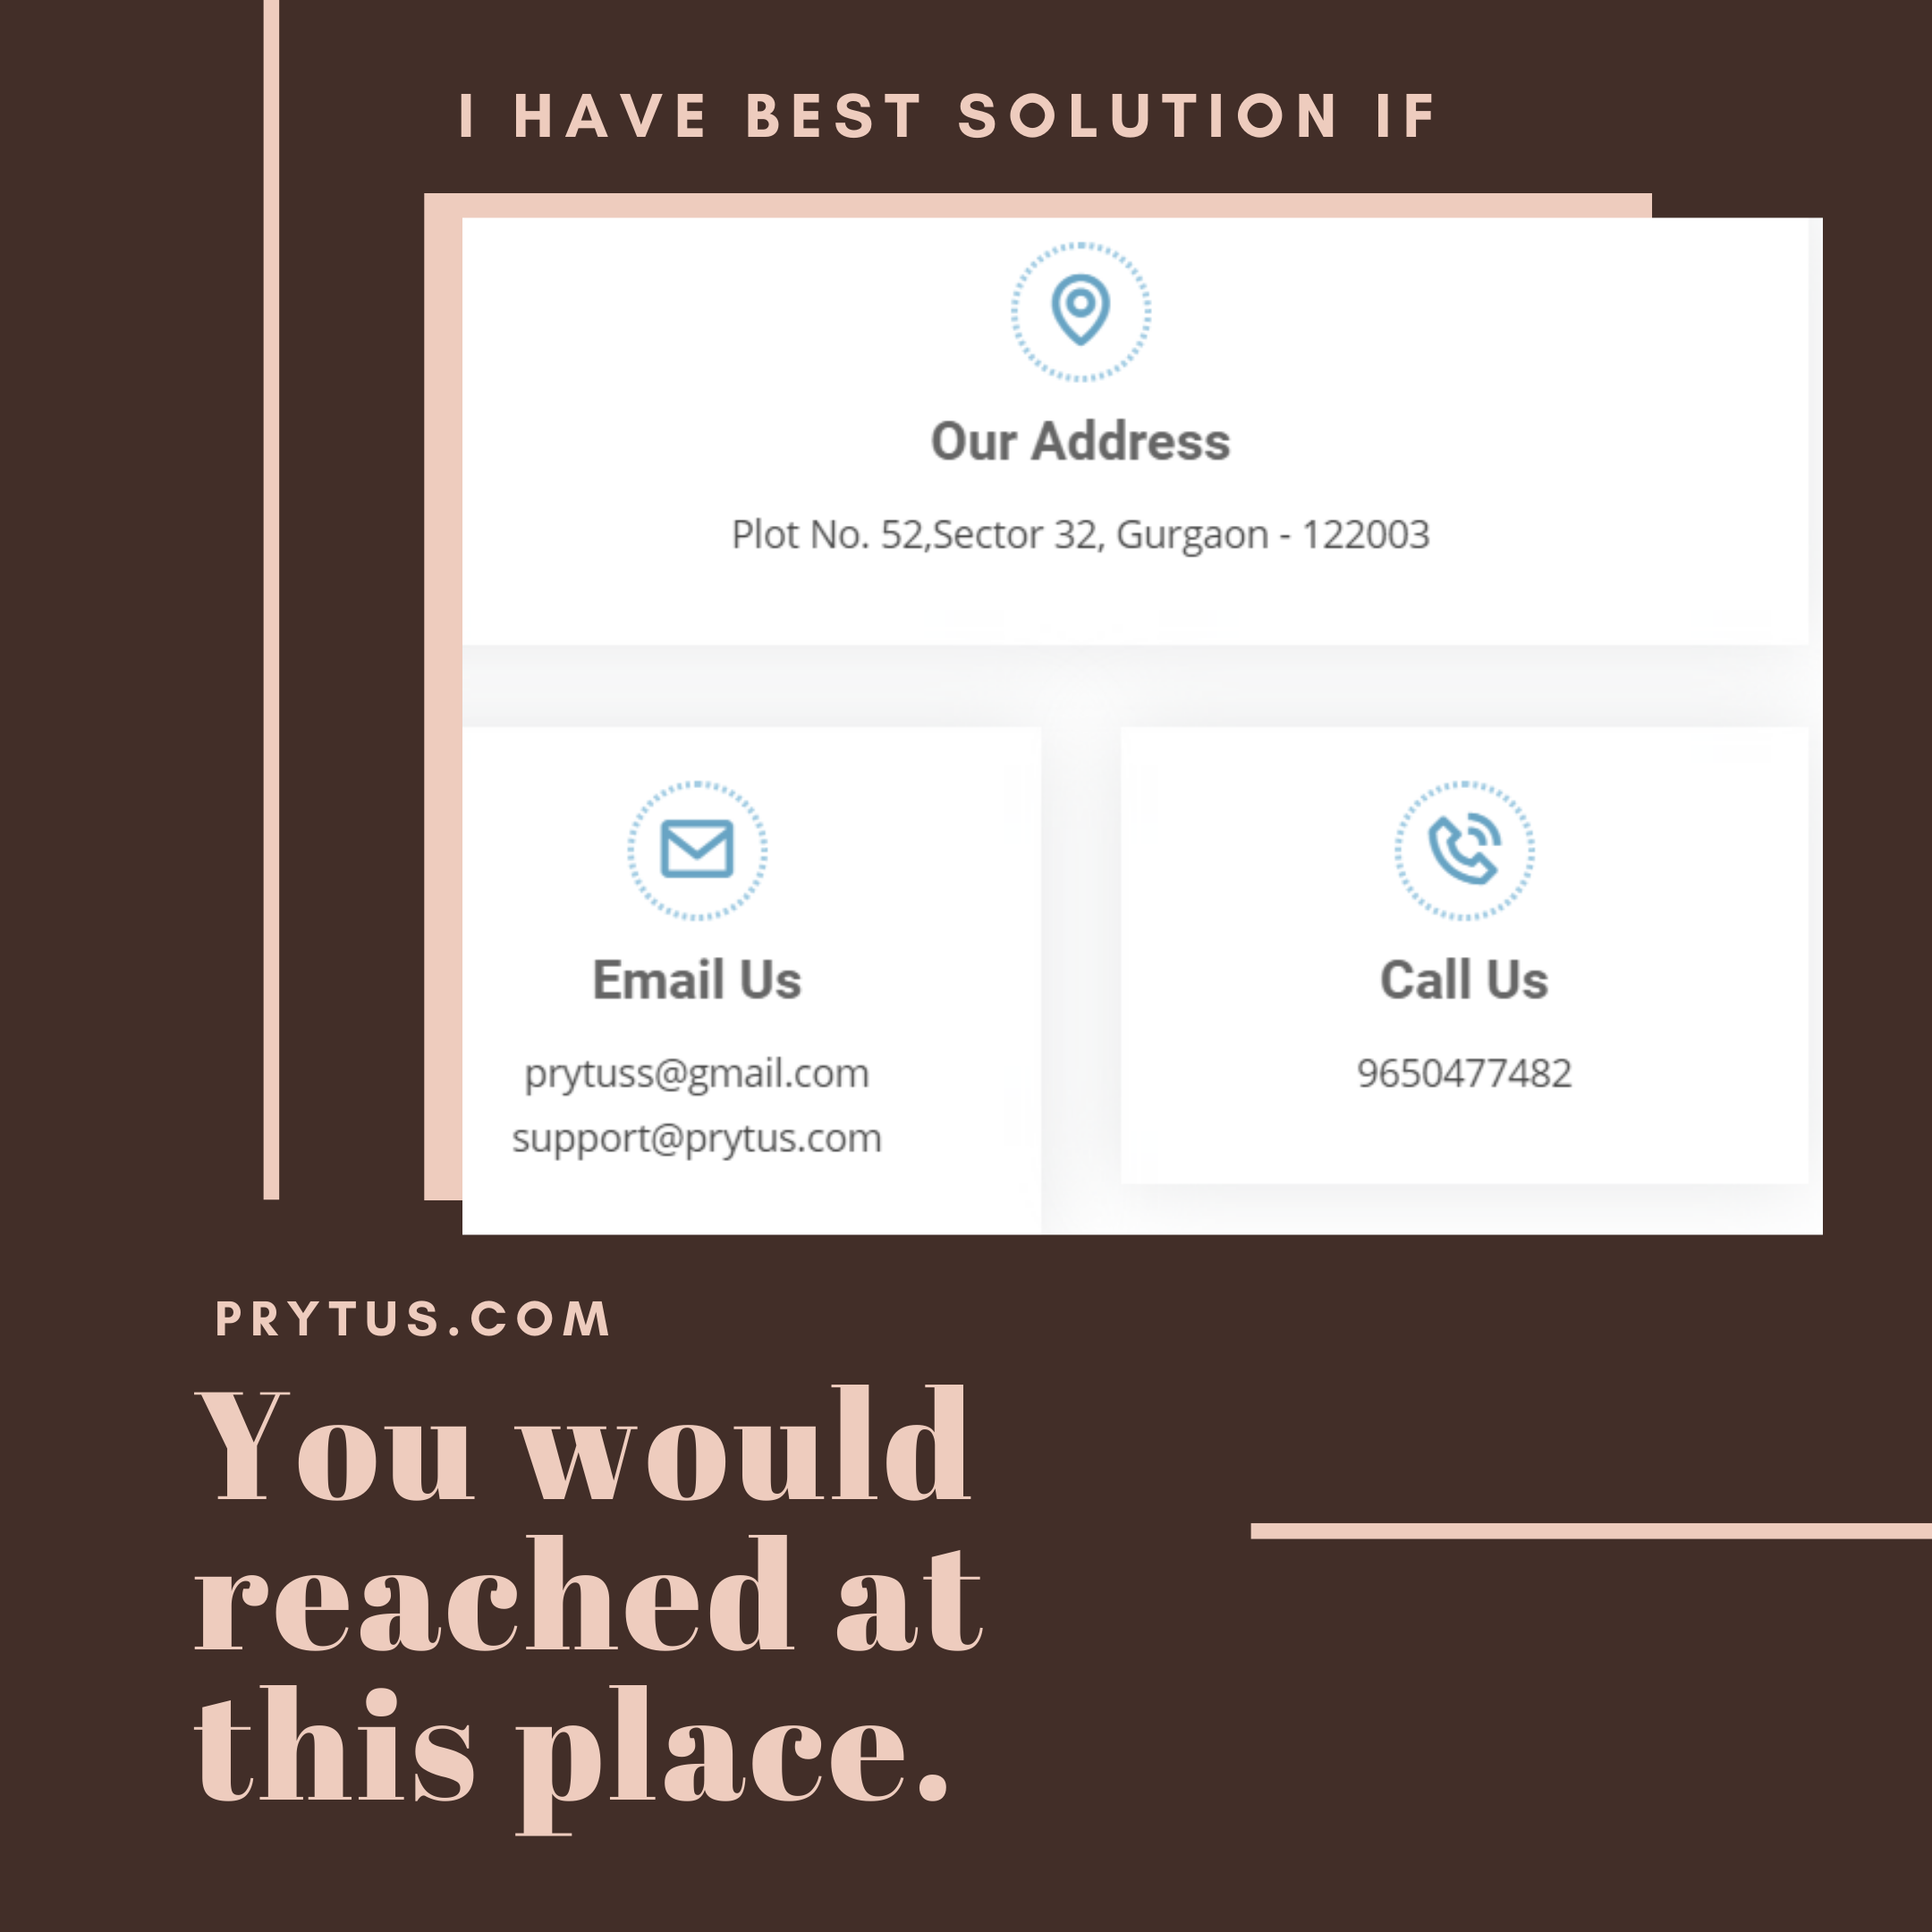 I HAVE BEST SOLUTION IF
Our Address
Plot No. 52,Sector 32, Gurgaon - 122003
Email Us
prytuss@gmail.com
support@prytus.com
Call Us
9650477482
PRYTUS.COM
You would
reached at
this place.